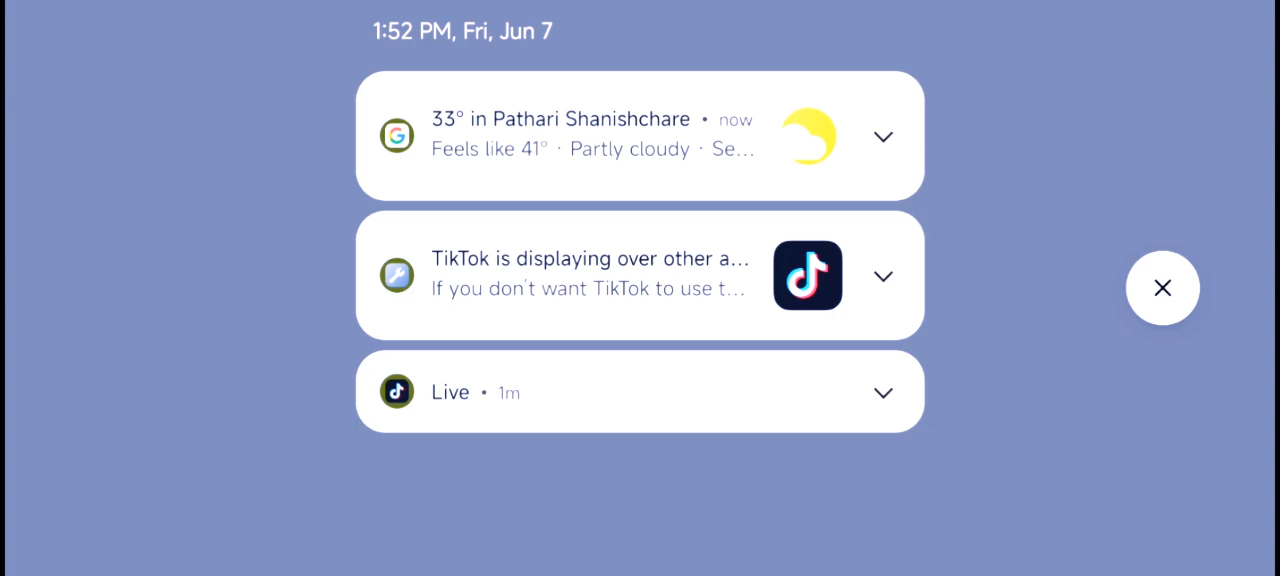 1:52 PM, Fri, Jun 7
33° in Pathari Shanishchare • now
Feels like 41° · Partly cloudy · Se...
TikTok is displaying over other a...
If you don't want TikTok to use t...
Live • 1m